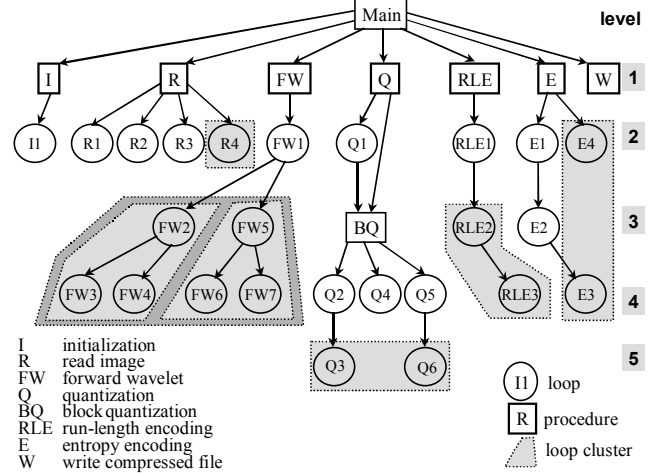 Main level
I R FW Q RLE E W 1
I1 R1 R2 R3 R4 FW1 Q1 RLE1 E1 E4 2
FW2 FW5 BQ RLE2 E2 3
FW3 FW4 FW6 FW7 Q2 Q4 Q5 RLE3 E3 4
Q3 Q6 5
I initialization
R read image
FW forward wavelet
Q quantization
BQ block quantization
RLE run-length encoding
E entropy encoding
W write compressed file
I1 loop
R procedure
loop cluster